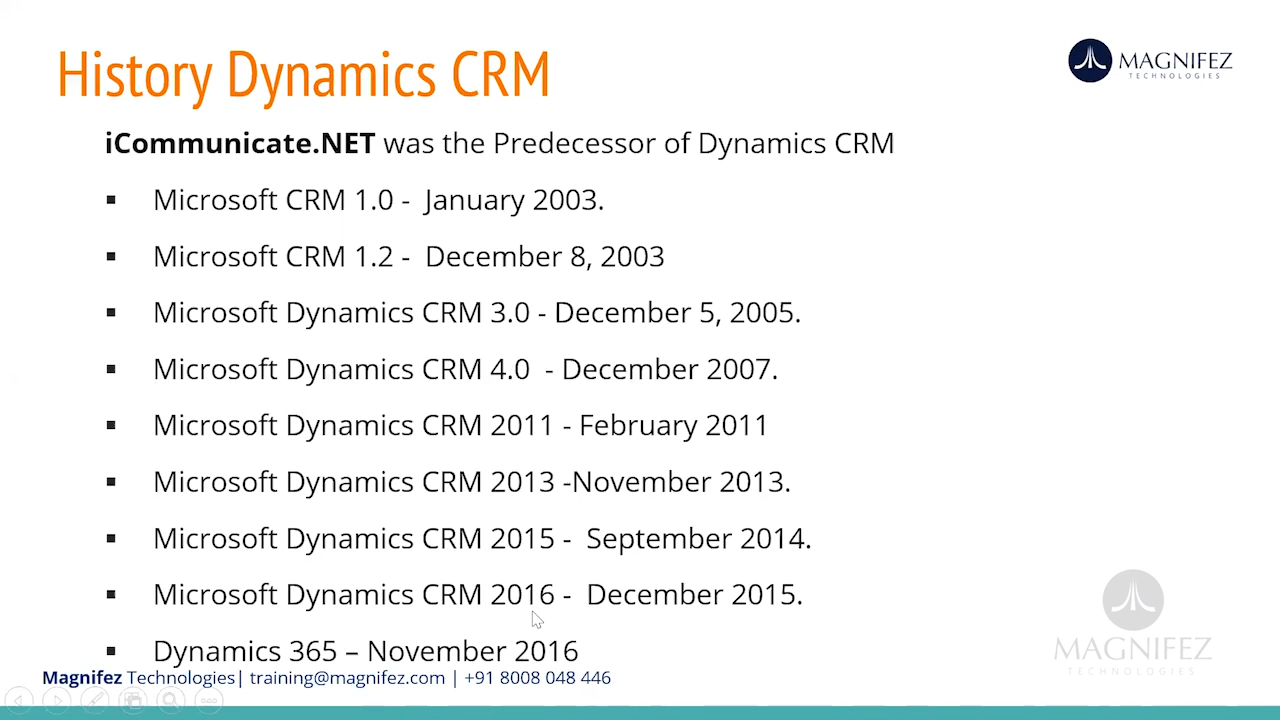 History Dynamics CRM
MAGNIFEZ
TECHNOLOGIES
iCommunicate.NET was the Predecessor of Dynamics CRM
▪ Microsoft CRM 1.0 - January 2003.
▪ Microsoft CRM 1.2 - December 8, 2003
▪ Microsoft Dynamics CRM 3.0 - December 5, 2005.
▪ Microsoft Dynamics CRM 4.0 - December 2007.
▪ Microsoft Dynamics CRM 2011 - February 2011
▪ Microsoft Dynamics CRM 2013 -November 2013.
▪ Microsoft Dynamics CRM 2015 - September 2014.
▪ Microsoft Dynamics CRM 2016 - December 2015.
▪ Dynamics 365 – November 2016
MAGNIFEZ
TECHNOLOGIES
Magnifez Technologies| training@magnifez.com | +91 8008 048 446